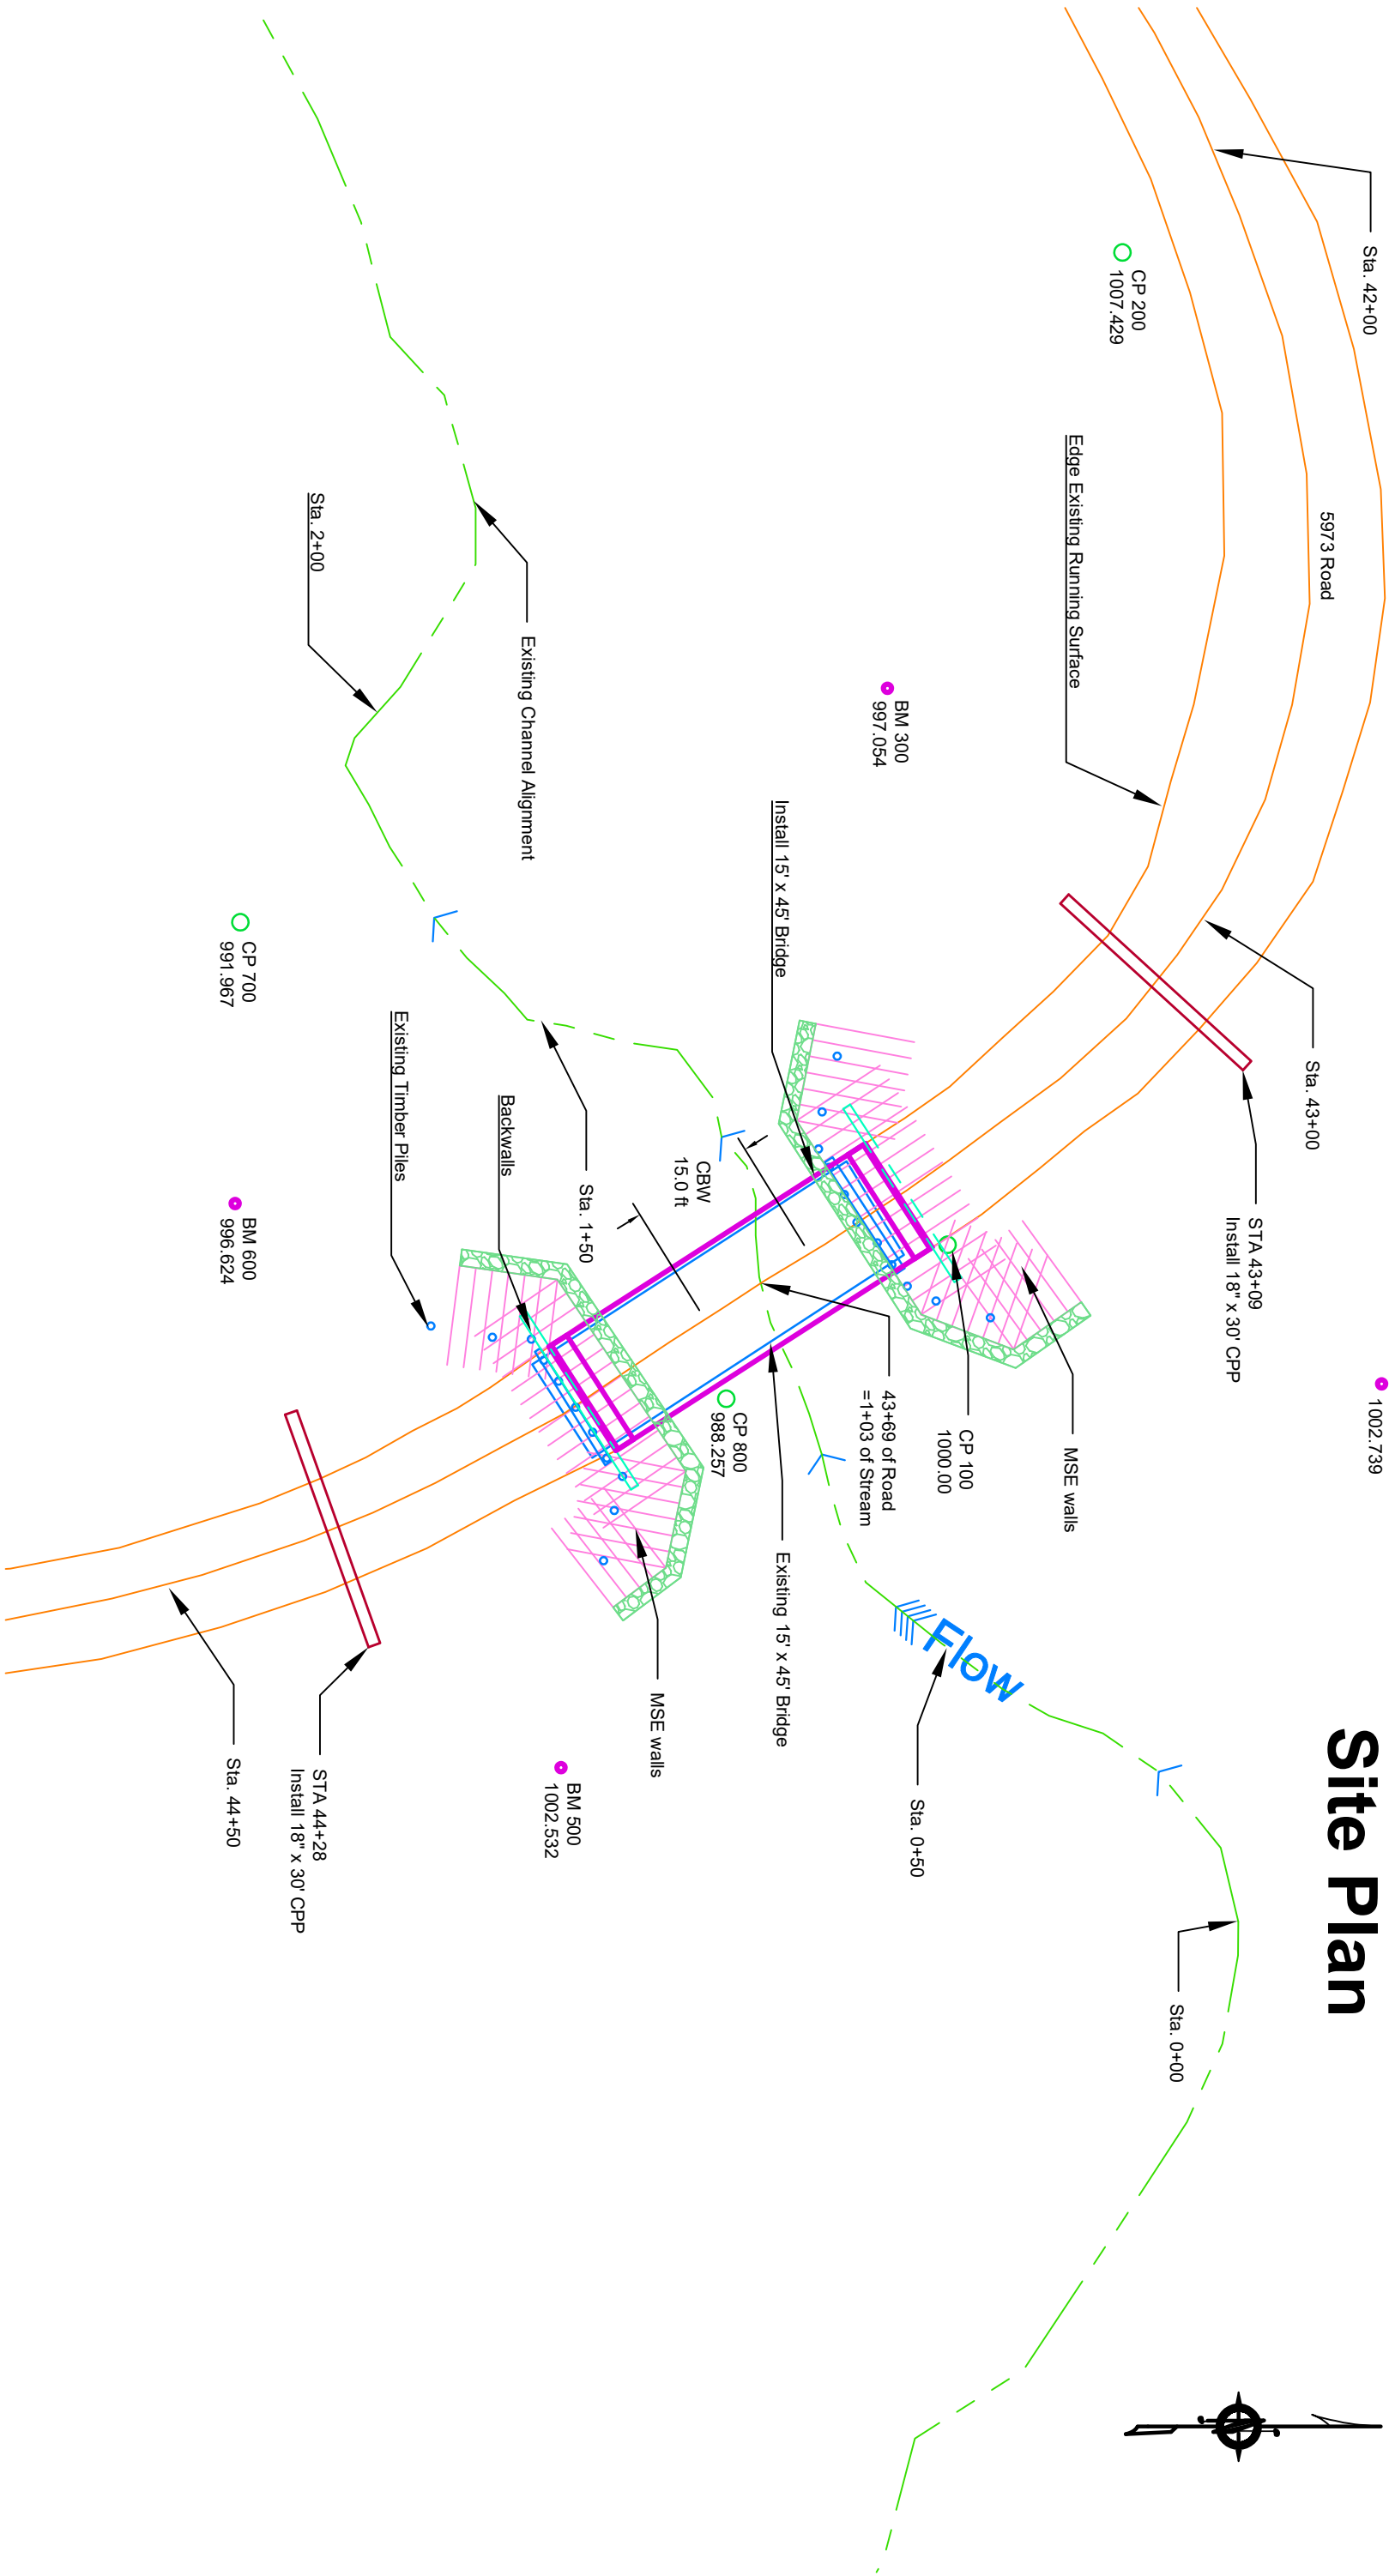 Site Plan
Sta. 42+00
5973 Road
CP 200
1007.429
Edge Existing Running Surface
Sta. 43+00
STA 43+09
Install 18" x 30' CPP
1002.739
BM 300
997.054
Install 15' x 45' Bridge
MSE walls
CP 100
1000.00
43+69 of Road
=1+03 of Stream
Existing 15' x 45' Bridge
Flow
Sta. 0+50
Sta. 0+00
Existing Channel Alignment
Sta. 2+00
CBW
15.0 ft
CP 800
988.257
Sta. 1+50
Backwalls
Existing Timber Piles
CP 700
991.967
BM 600
996.624
MSE walls
BM 500
1002.532
STA 44+28
Install 18" x 30' CPP
Sta. 44+50